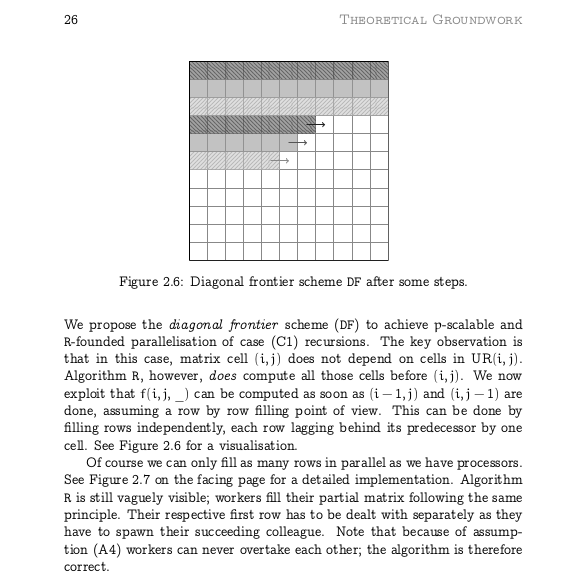 26
THEORETICAL GROUNDWORK
Figure 2.6: Diagonal frontier scheme DF after some steps.
We propose the diagonal frontier scheme (DF) to achieve p-scalable and
R-founded parallelisation of case (C1) recursions. The key observation is
that in this case, matrix cell (i, j) does not depend on cells in UR(i, j).
Algorithm R, however, does compute all those cells before (i, j). We now
exploit that f(i, j, _) can be computed as soon as (i − 1, j) and (i, j − 1) are
done, assuming a row by row filling point of view. This can be done by
filling rows independently, each row lagging behind its predecessor by one
cell. See Figure 2.6 for a visualisation.
Of course we can only fill as many rows in parallel as we have processors.
See Figure 2.7 on the facing page for a detailed implementation. Algorithm
R is still vaguely visible; workers fill their partial matrix following the same
principle. Their respective first row has to be dealt with separately as they
have to spawn their succeeding colleague. Note that because of assump-
tion (A4) workers can never overtake each other; the algorithm is therefore
correct.